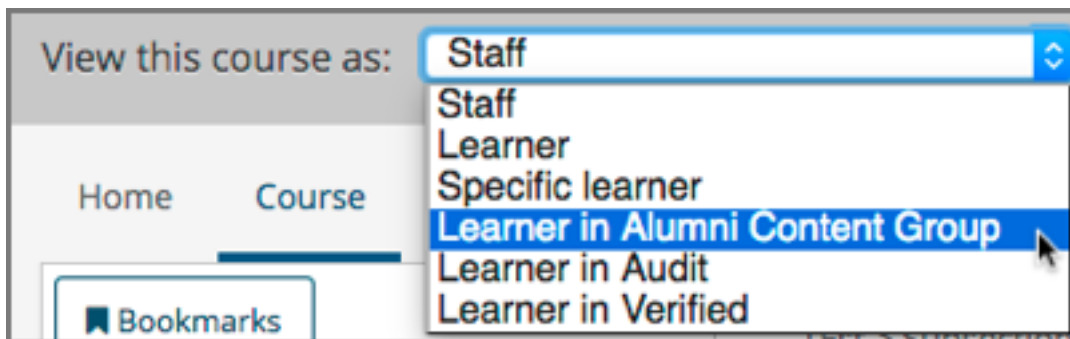 View this course as: Staff
Staff
Learner
Specific learner
Learner in Alumni Content Group
Learner in Audit
Learner in Verified
Home Course
Bookmarks